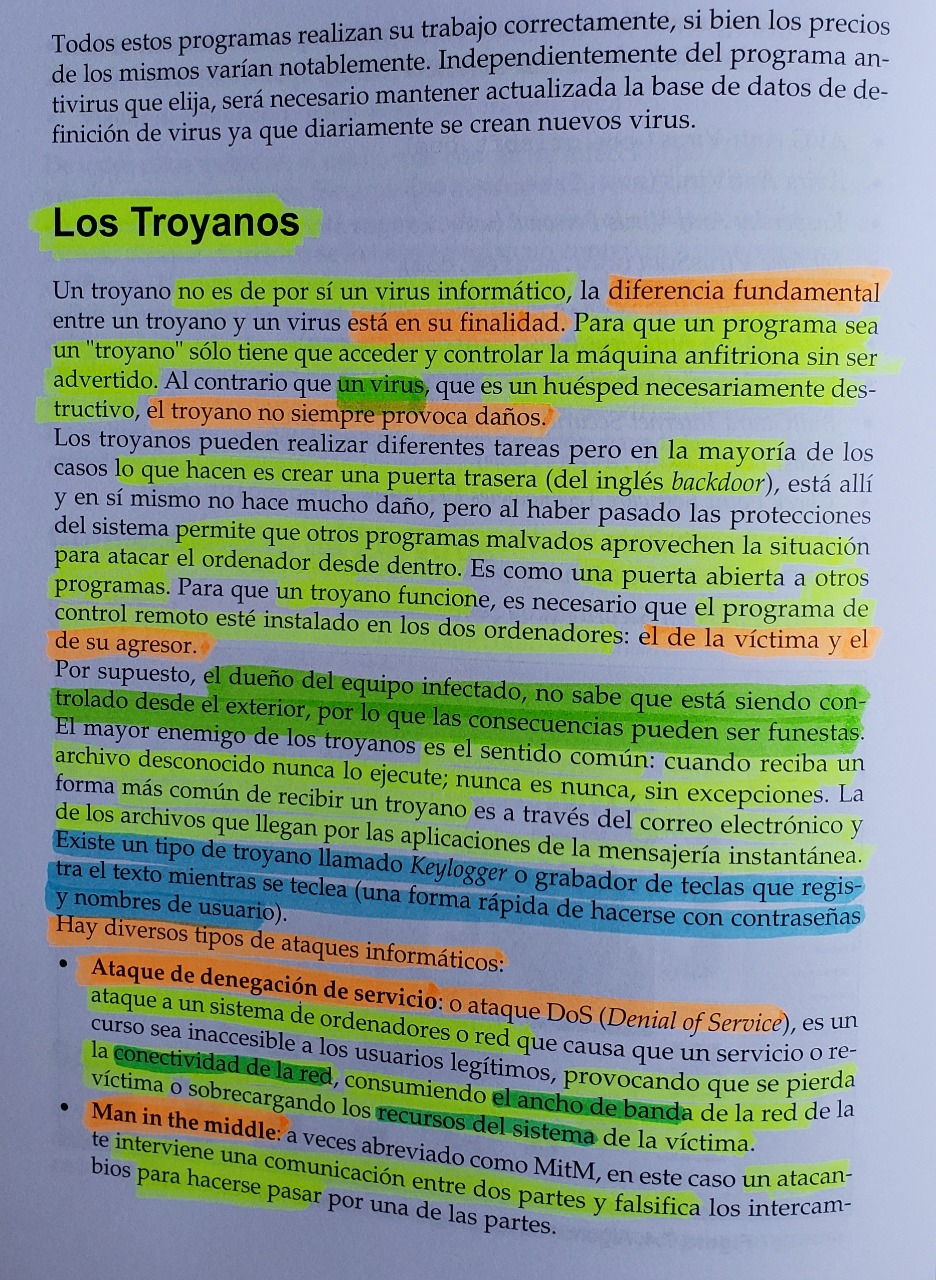 Todos estos programas realizan su trabajo correctamente, si bien los precios
de los mismos varían notablemente. Independientemente del programa an-
tivirus que elija, será necesario mantener actualizada la base de datos de de-
finición de virus ya que diariamente se crean nuevos virus.
Los Troyanos
Un troyano no es de por sí un virus informático, la diferencia fundamental
entre un troyano y un virus está en su finalidad. Para que un programa sea
un "troyano" sólo tiene que acceder y controlar la máquina anfitriona sin ser
advertido. Al contrario que un virus, que es un huésped necesariamente des-
tructivo, el troyano no siempre provoca daños.
Los troyanos pueden realizar diferentes tareas pero en la mayoría de los
casos lo que hacen es crear una puerta trasera (del inglés backdoor), está allí
y en sí mismo no hace mucho daño, pero al haber pasado las protecciones
del sistema permite que otros programas malvados aprovechen la situación
para atacar el ordenador desde dentro. Es como una puerta abierta a otros
programas. Para que un troyano funcione, es necesario que el programa de
control remoto esté instalado en los dos ordenadores: el de la víctima y el
de su agresor.
Por supuesto, el dueño del equipo infectado, no sabe que está siendo con-
trolado desde el exterior, por lo que las consecuencias pueden ser funestas.
El mayor enemigo de los troyanos es el sentido común: cuando reciba un
archivo desconocido nunca lo ejecute; nunca es nunca, sin excepciones. La
forma más común de recibir un troyano es a través del correo electrónico y
de los archivos que llegan por las aplicaciones de la mensajería instantánea.
Existe un tipo de troyano llamado Keylogger o grabador de teclas que regis-
tra el texto mientras se teclea (una forma rápida de hacerse con contraseñas
y nombres de usuario).
Hay diversos tipos de ataques informáticos:
• Ataque de denegación de servicio: o ataque DoS (Denial of Service), es un
ataque a un sistema de ordenadores o red que causa que un servicio o re-
curso sea inaccesible a los usuarios legítimos, provocando que se pierda
la conectividad de la red, consumiendo el ancho de banda de la red de la
víctima o sobrecargando los recursos del sistema de la víctima.
• Man in the middle: a veces abreviado como MitM, en este caso un atacan-
te interviene una comunicación entre dos partes y falsifica los intercam-
bios para hacerse pasar por una de las partes.